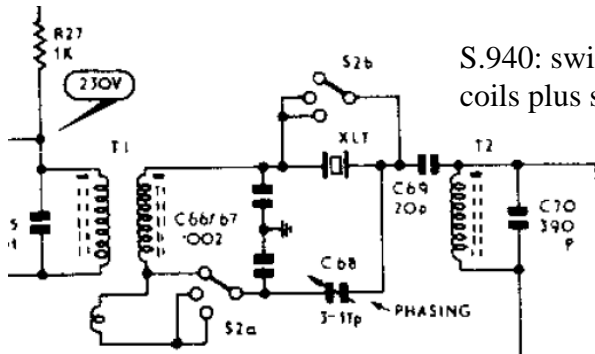 R27
1K
230V
S2b
S.940: swi
coils plus s
T1
XLT
T2
C69
20p
C66/67
·002
C70
390
P
C68
S2a
3-17p
PHASING